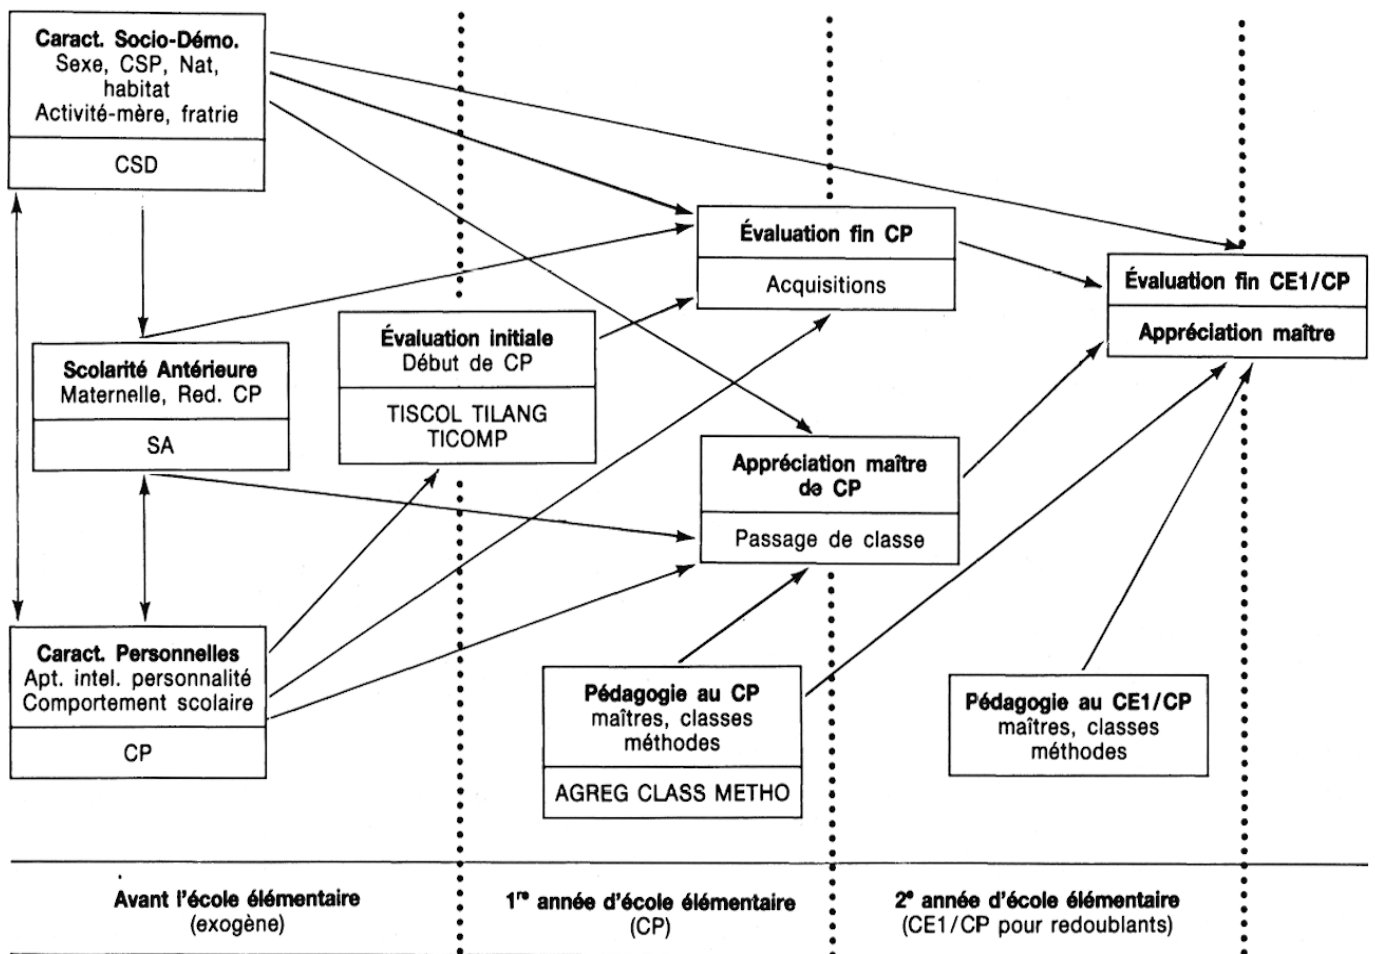 Caract. Socio-Démo.
Sexe, CSP, Nat,
habitat
Activité-mère, fratrie
CSD
Scolarité Antérieure
Maternelle, Red. CP
SA
Caract. Personnelles
Apt. intel. personnalité
Comportement scolaire
CP
Évaluation initiale
Début de CP
TISCOL TILANG
TICOMP
Évaluation fin CP
Acquisitions
Appréciation maître
de CP
Passage de classe
Pédagogie au CP
maîtres, classes
méthodes
AGREG CLASS METHO
Évaluation fin CE1/CP
Appréciation maître
Pédagogie au CE1/CP
maîtres, classes
méthodes
Avant l'école élémentaire
(exogène)
1re année d'école élémentaire
(CP)
2e année d'école élémentaire
(CE1/CP pour redoublants)